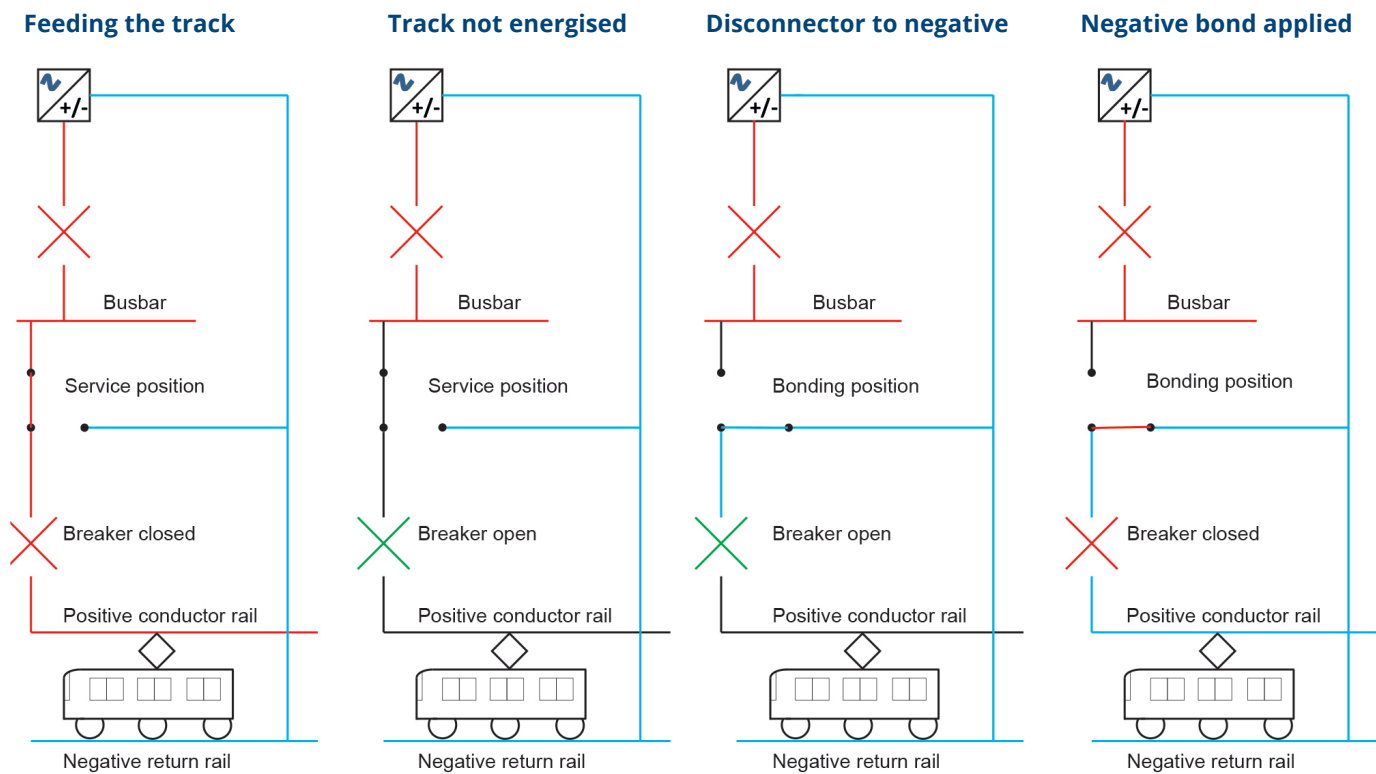 Feeding the track
Track not energised
Disconnector to negative
Negative bond applied
+/-
+/-
+/-
+/-
Busbar
Busbar
Busbar
Busbar
Service position
Service position
Bonding position
Bonding position
Breaker closed
Breaker open
Breaker open
Breaker closed
Positive conductor rail
Positive conductor rail
Positive conductor rail
Positive conductor rail
Negative return rail
Negative return rail
Negative return rail
Negative return rail